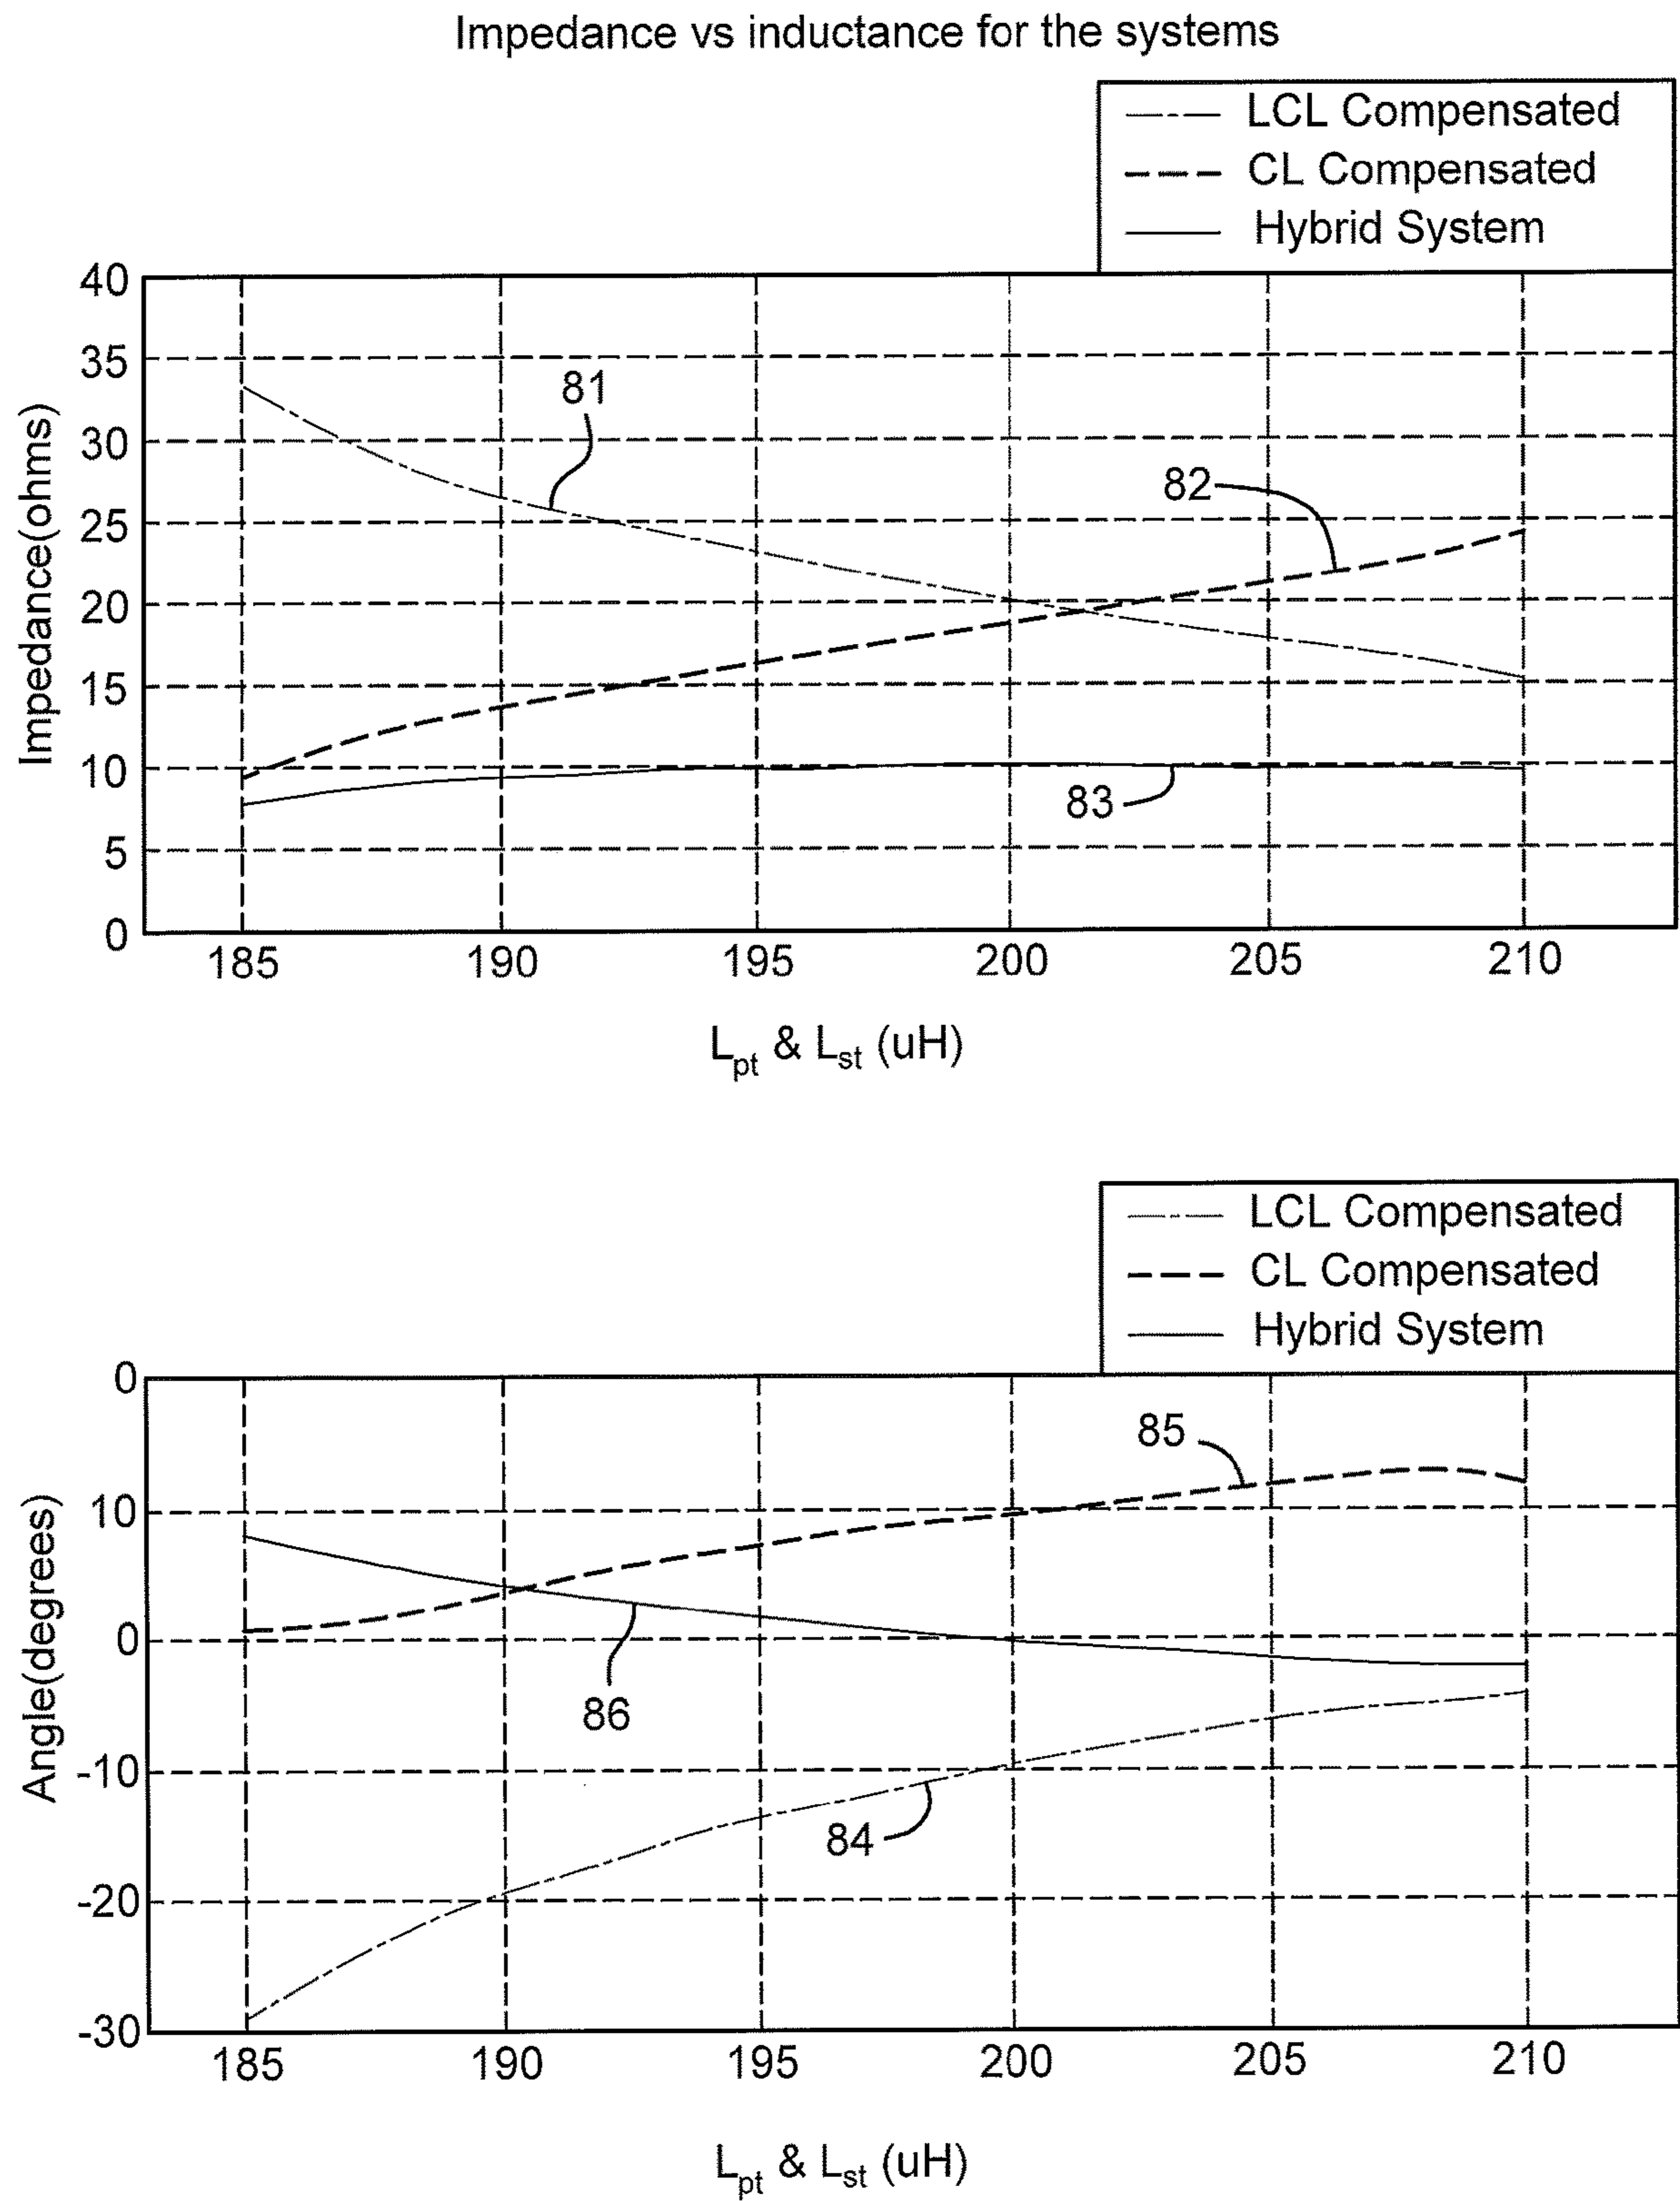 Impedance vs inductance for the systems
LCL Compensated
CL Compensated
Hybrid System
Impedance(ohms)
40
35
30
25
20
15
10
5
0
81
82
83
185 190 195 200 205 210
Lpt & Lst (uH)
LCL Compensated
CL Compensated
Hybrid System
Angle(degrees)
0
10
0
-10
-20
-30
85
86
84
185 190 195 200 205 210
Lpt & Lst (uH)